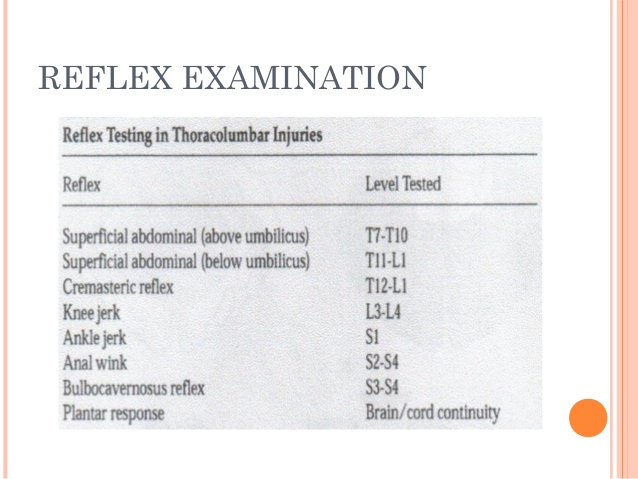 REFLEX EXAMINATION
Reflex Testing in Thoracolumbar Injuries
Reflex Level Tested
Superficial abdominal (above umbilicus) T7-T10
Superficial abdominal (below umbilicus) T11-L1
Cremasteric reflex T12-L1
Knee jerk L3-L4
Ankle jerk S1
Anal wink S2-S4
Bulbocavernosus reflex S3-S4
Plantar response Brain/cord continuity